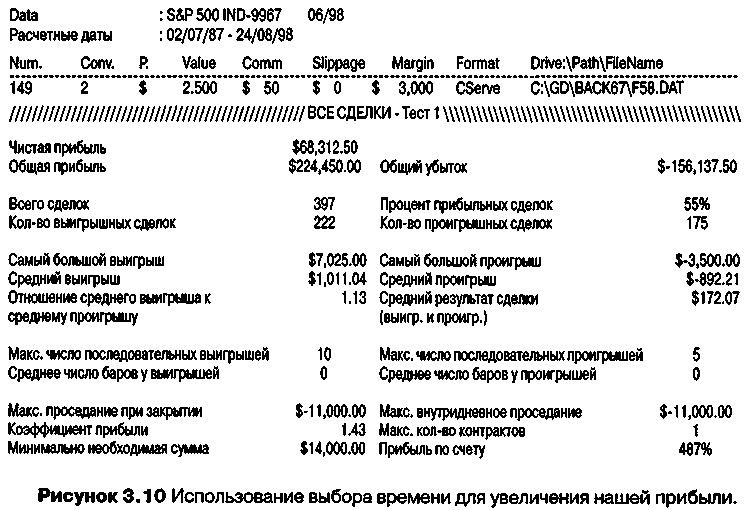 Data : S&P 500 IND-9967 06/98
Расчетные даты : 02/07/87 - 24/08/98
Num. Conv. P. Value Comm Slippage Margin Format Drive:\Path\FileName
149 2 $ 2.500 $ 50 $ 0 $ 3,000 CServe C:\GD\BACK67\F58.DAT
ВСЕ СДЕЛКИ - Тест 1
Чистая прибыль $68,312.50
Общая прибыль $224,450.00 Общий убыток $-156,137.50
Всего сделок 397 Процент прибыльных сделок 55%
Кол-во выигрышных сделок 222 Кол-во проигрышных сделок 175
Самый большой выигрыш $7,025.00 Самый большой проигрыш $-3,500.00
Средний выигрыш $1,011.04 Средний проигрыш $-892.21
Отношение среднего выигрыша к 1.13 Средний результат сделки $172.07
среднему проигрышу (выигр. и проигр.)
Макс. число последовательных выигрышей 10 Макс. число последовательных проигрышей 5
Среднее число баров у выигрышей 0 Среднее число баров у проигрышей 0
Макс. проседание при закрытии $-11,000.00 Макс. внутридневное проседание $-11,000.00
Коэффициент прибыли 1.43 Макс. кол-во контрактов 1
Минимально необходимая сумма $14,000.00 Прибыль по счету 487%
Рисунок 3.10 Использование выбора времени для увеличения нашей прибыли.